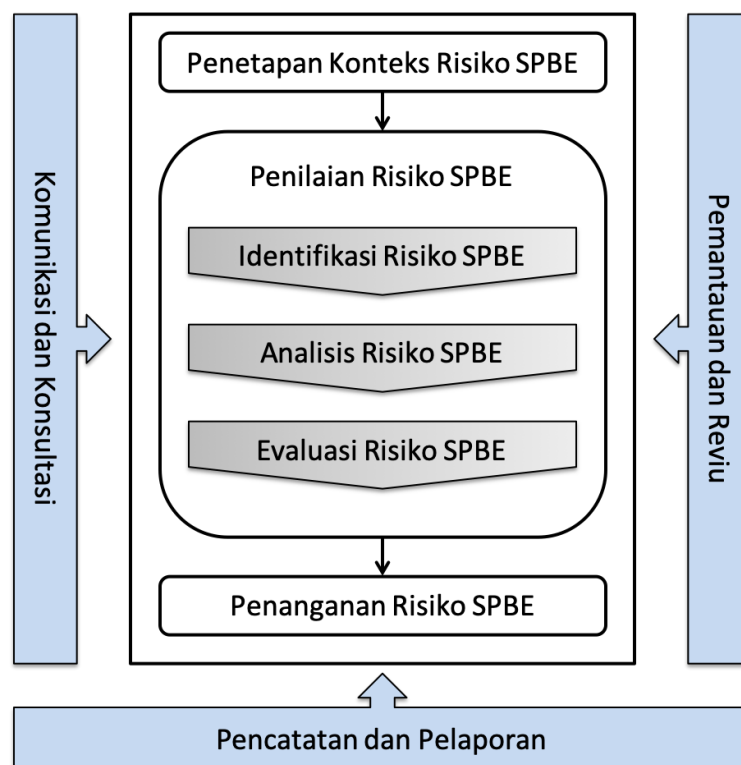 Penetapan Konteks Risiko SPBE
Penilaian Risiko SPBE
Identifikasi Risiko SPBE
Analisis Risiko SPBE
Evaluasi Risiko SPBE
Penanganan Risiko SPBE
Komunikasi dan Konsultasi
Pemantauan dan Reviu
Pencatatan dan Pelaporan